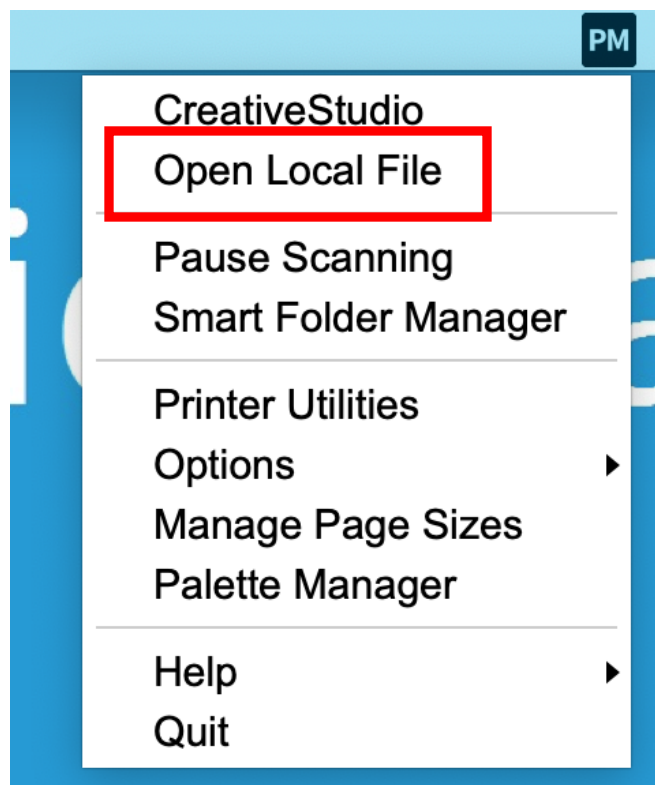 PM
CreativeStudio
Open Local File
Pause Scanning
Smart Folder Manager
Printer Utilities
Options
Manage Page Sizes
Palette Manager
Help
Quit